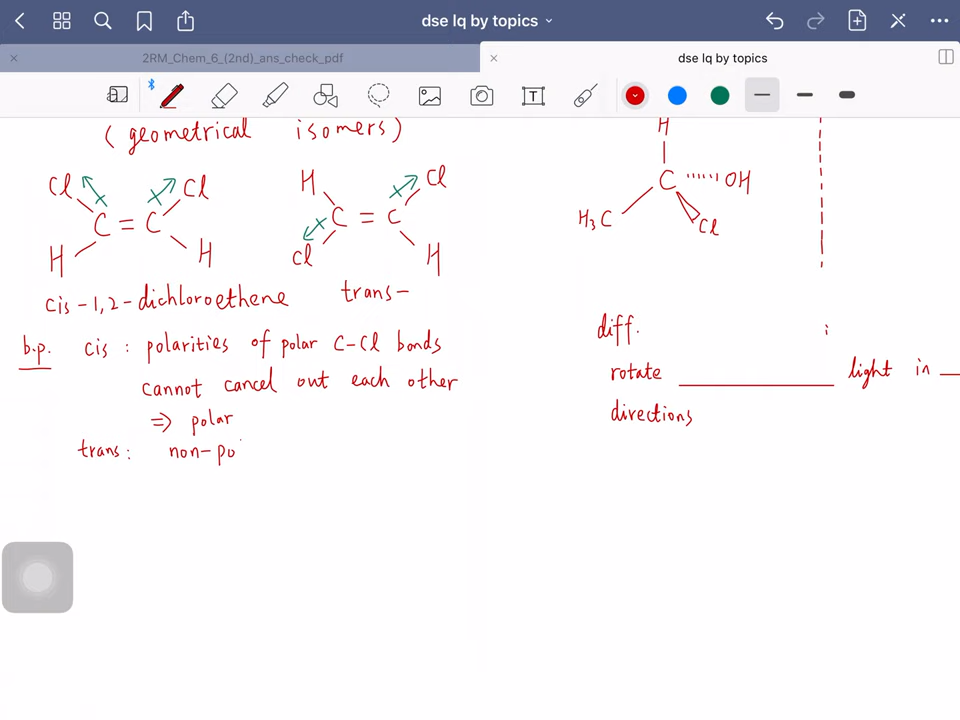 dse lq by topics
2RM_Chem_6_(2nd)_ans_check_pdf
dse lq by topics
T
(geometrical isomers)
Cl Cl
C = C
H H
cis-1,2-dichloroethene
H Cl
C = C
Cl H
trans-
b.p. cis : polarities of polar C-Cl bonds
cannot cancel out each other
⇒ polar
trans: non-po
H
C OH
H₃C Cl
diff. :
rotate ____________ light in __
directions